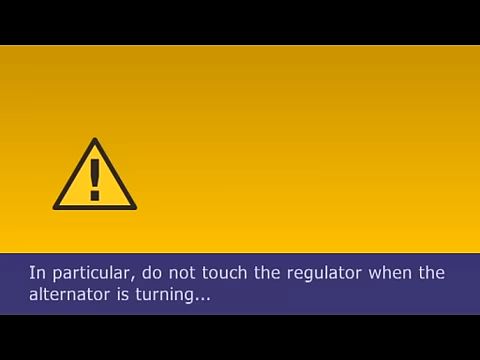 In particular, do not touch the regulator when the
alternator is turning...